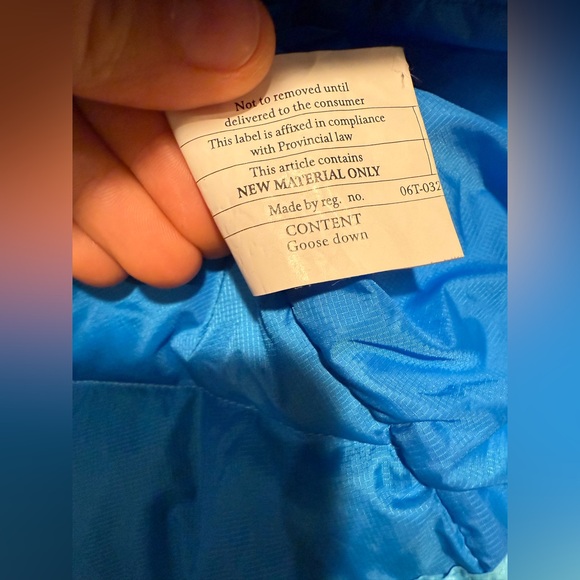 Not to removed until
delivered to the consumer
This label is affixed in compliance
with Provincial law
This article contains
NEW MATERIAL ONLY
Made by reg. no. 06T-032
CONTENT
Goose down